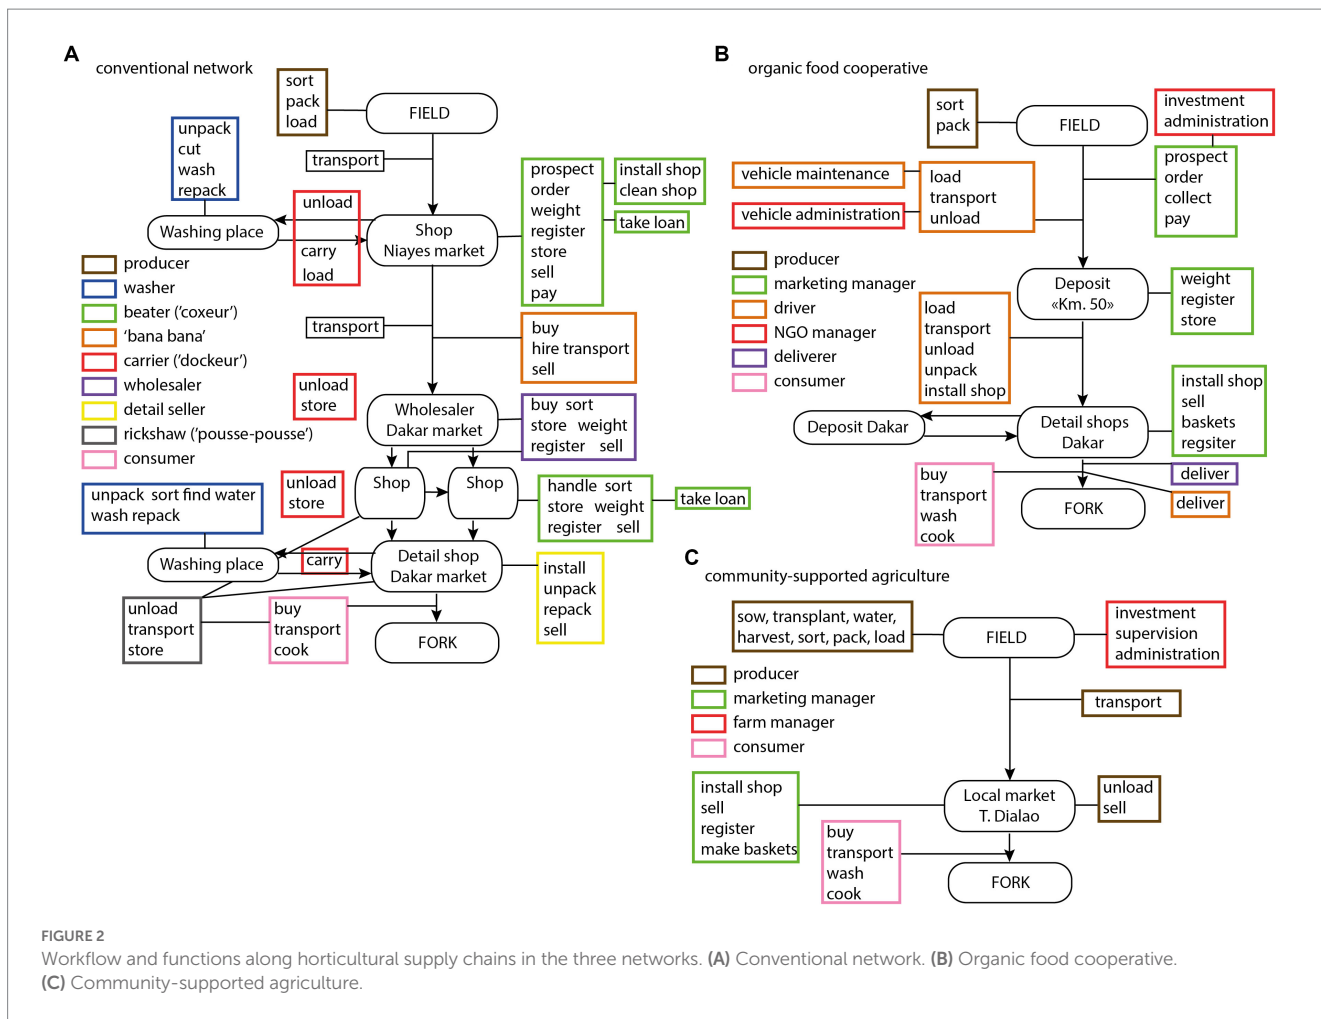 A
conventional network
sort
pack
load
FIELD
unpack
cut
wash
repack
transport
prospect
order
weight
register
store
sell
pay
install shop
clean shop
take loan
unload
carry
load
Washing place
Shop
Niayes market
producer
washer
beater (’coxeur’)
‘bana bana’
carrier (’dockeur’)
wholesaler
detail seller
rickshaw (’pousse-pousse’)
consumer
transport
buy
hire transport
sell
unload
store
Wholesaler
Dakar market
buy sort
store weight
register sell
unload
store
Shop
Shop
handle sort
store weight
register sell
take loan
unpack sort find water
wash repack
Washing place
carry
Detail shop
Dakar market
install
unpack
repack
sell
unload
transport
store
buy
transport
cook
FORK
B
organic food cooperative
sort
pack
FIELD
investment
administration
prospect
order
collect
pay
vehicle maintenance
vehicle administration
load
transport
unload
producer
marketing manager
driver
NGO manager
deliverer
consumer
Deposit
«Km. 50»
weight
register
store
load
transport
unload
unpack
install shop
install shop
sell
baskets
regsiter
Deposit Dakar
Detail shops
Dakar
buy
transport
wash
cook
deliver
deliver
FORK
C
community-supported agriculture
sow, transplant, water,
harvest, sort, pack, load
FIELD
investment
supervision
administration
producer
marketing manager
farm manager
consumer
transport
install shop
sell
register
make baskets
Local market
T. Dialao
unload
sell
buy
transport
wash
cook
FORK
FIGURE 2
Workflow and functions along horticultural supply chains in the three networks. (A) Conventional network. (B) Organic food cooperative.
(C) Community-supported agriculture.